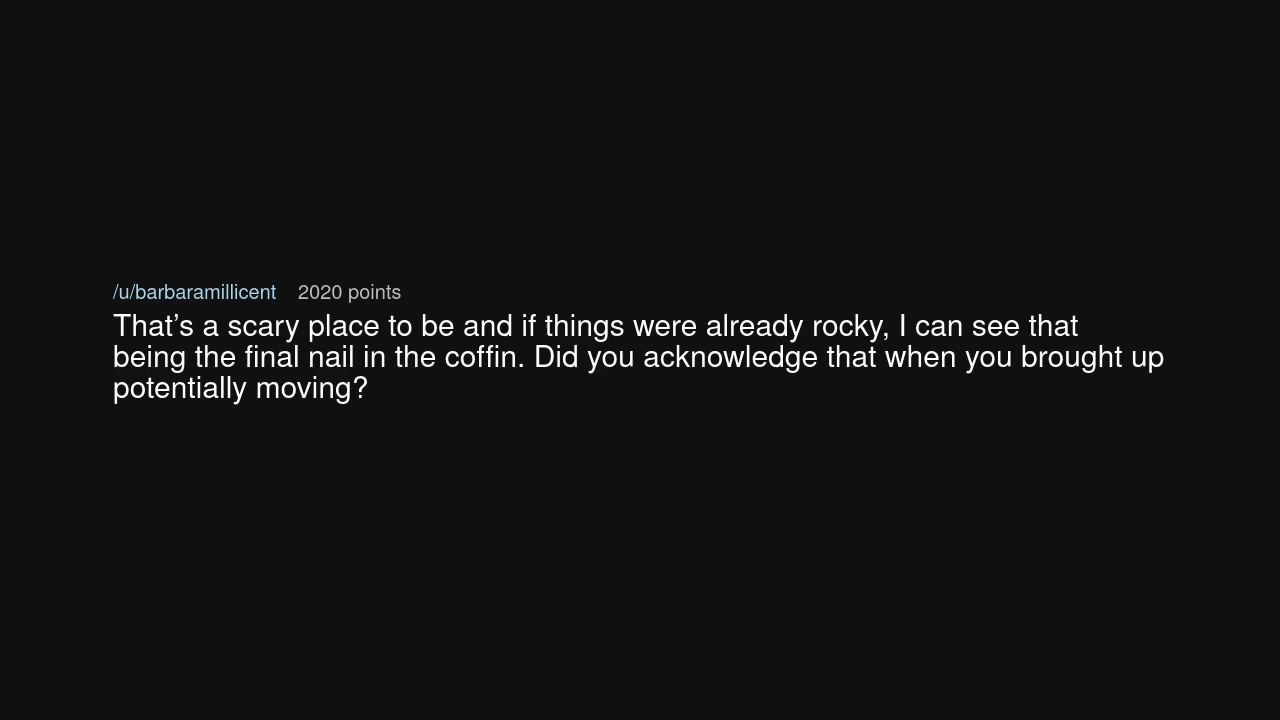 /u/barbaramillicent 2020 points
That’s a scary place to be and if things were already rocky, I can see that
being the final nail in the coffin. Did you acknowledge that when you brought up
potentially moving?